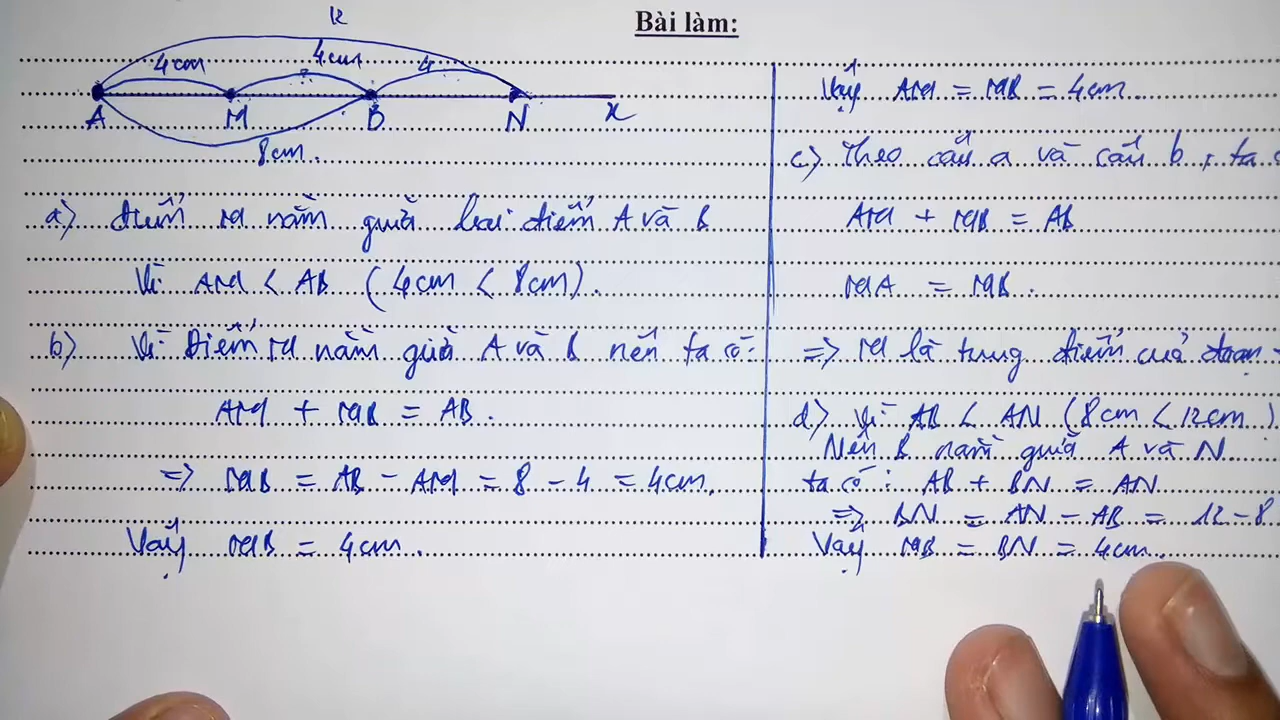 Bài làm:
12
4cm 4cm 4
?
A M B N x
8cm.
a) Điểm M nằm giữa hai điểm A và B
Vì AM < AB (4cm < 8cm).
b) Vì Điểm M nằm giữa A và B nên ta có:
AM + MB = AB.
=> MB = AB - AM = 8 - 4 = 4cm.
Vậy MB = 4cm.
Vậy AM = MB = 4cm.
c) Theo câu a và câu b, ta
AM + MB = AB
MA = MB.
=> M là trung điểm của đoạn
d) Vì AB < AN (8cm < 12cm)
Nên B nằm giữa A và N.
ta có: AB + BN = AN
=> BN = AN - AB = 12 - 8
Vậy MB = BN = 4cm.